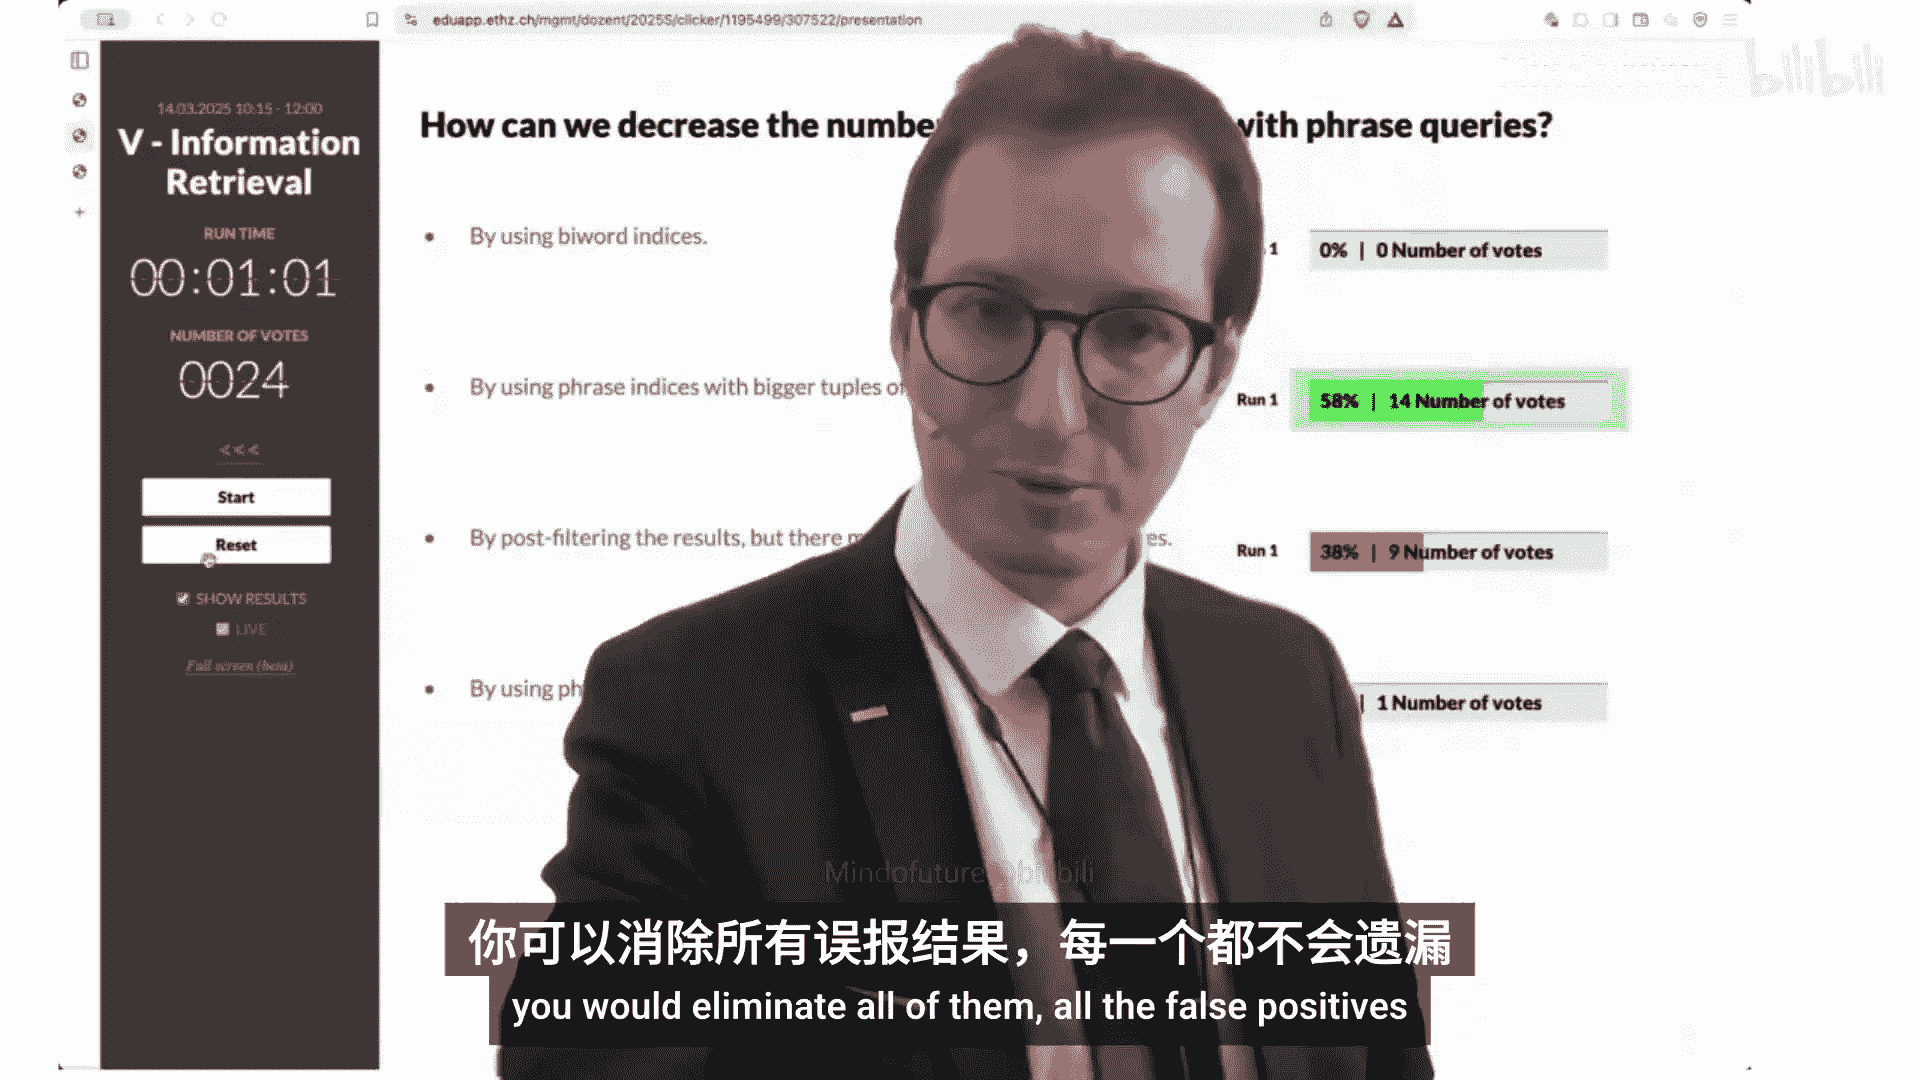 eduapp.ethz.ch/mgmt/dozent/2025S/clicker/1195499/307522/presentation
bilibili
14.03.2025 10:15 - 12:00
V - Information
Retrieval
RUN TIME
00:01:01
NUMBER OF VOTES
0024
<<<
Start
Reset
SHOW RESULTS
LIVE
Full screen (beta)
How can we decrease the number with phrase queries?
• By using biword indices.
1 0% | 0 Number of votes
• By using phrase indices with bigger tuples of
Run 1 58% | 14 Number of votes
• By post-filtering the results, but there es.
Run 1 38% | 9 Number of votes
• By using ph
| 1 Number of votes
Mindofuture bilibili
你可以消除所有误报结果，每一个都不会遗漏
you would eliminate all of them, all the false positives